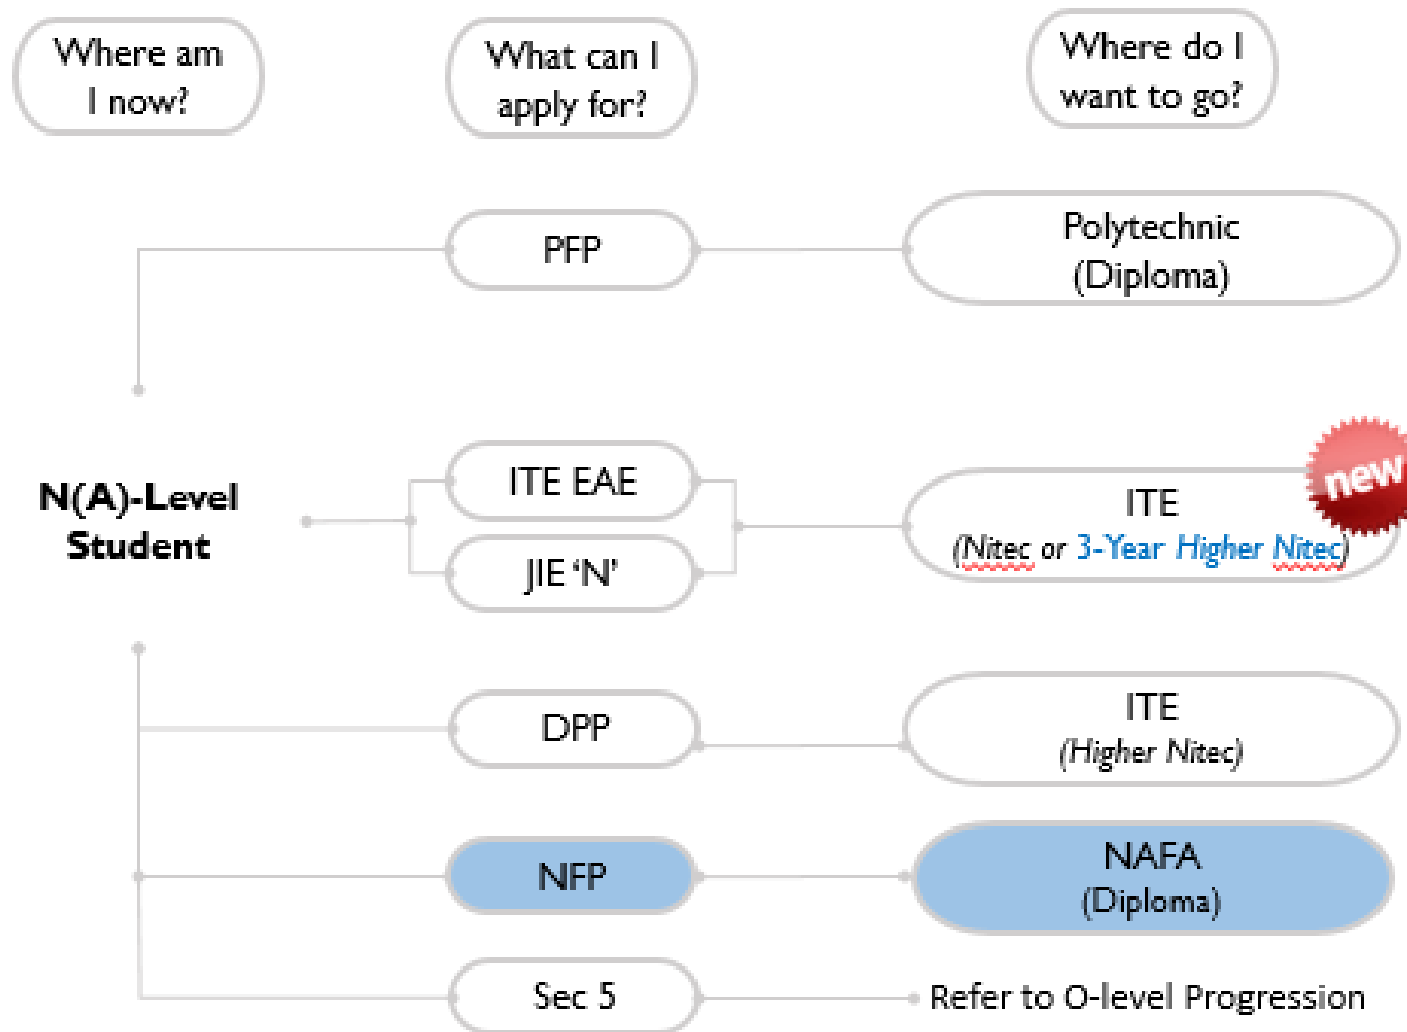 Where am
I now?
What can I
apply for?
Where do I
want to go?
PFP
Polytechnic
(Diploma)
N(A)-Level
Student
ITE EAE
JIE ‘N’
new
ITE
(Nitec or 3-Year Higher Nitec)
DPP
ITE
(Higher Nitec)
NFP
NAFA
(Diploma)
Sec 5
Refer to O-level Progression